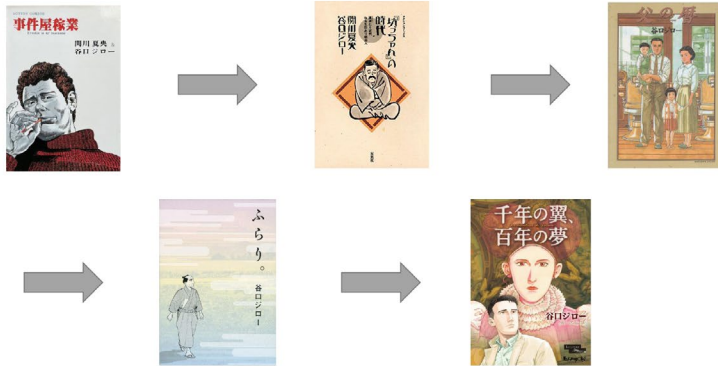 事件屋稼業
関川夏央
谷口ジロー
『坊っちゃん』の
時代
関川夏央
谷口ジロー
父の暦
谷口ジロー
ふらり。
谷口ジロー
千年の翼、
百年の夢
谷口ジロー